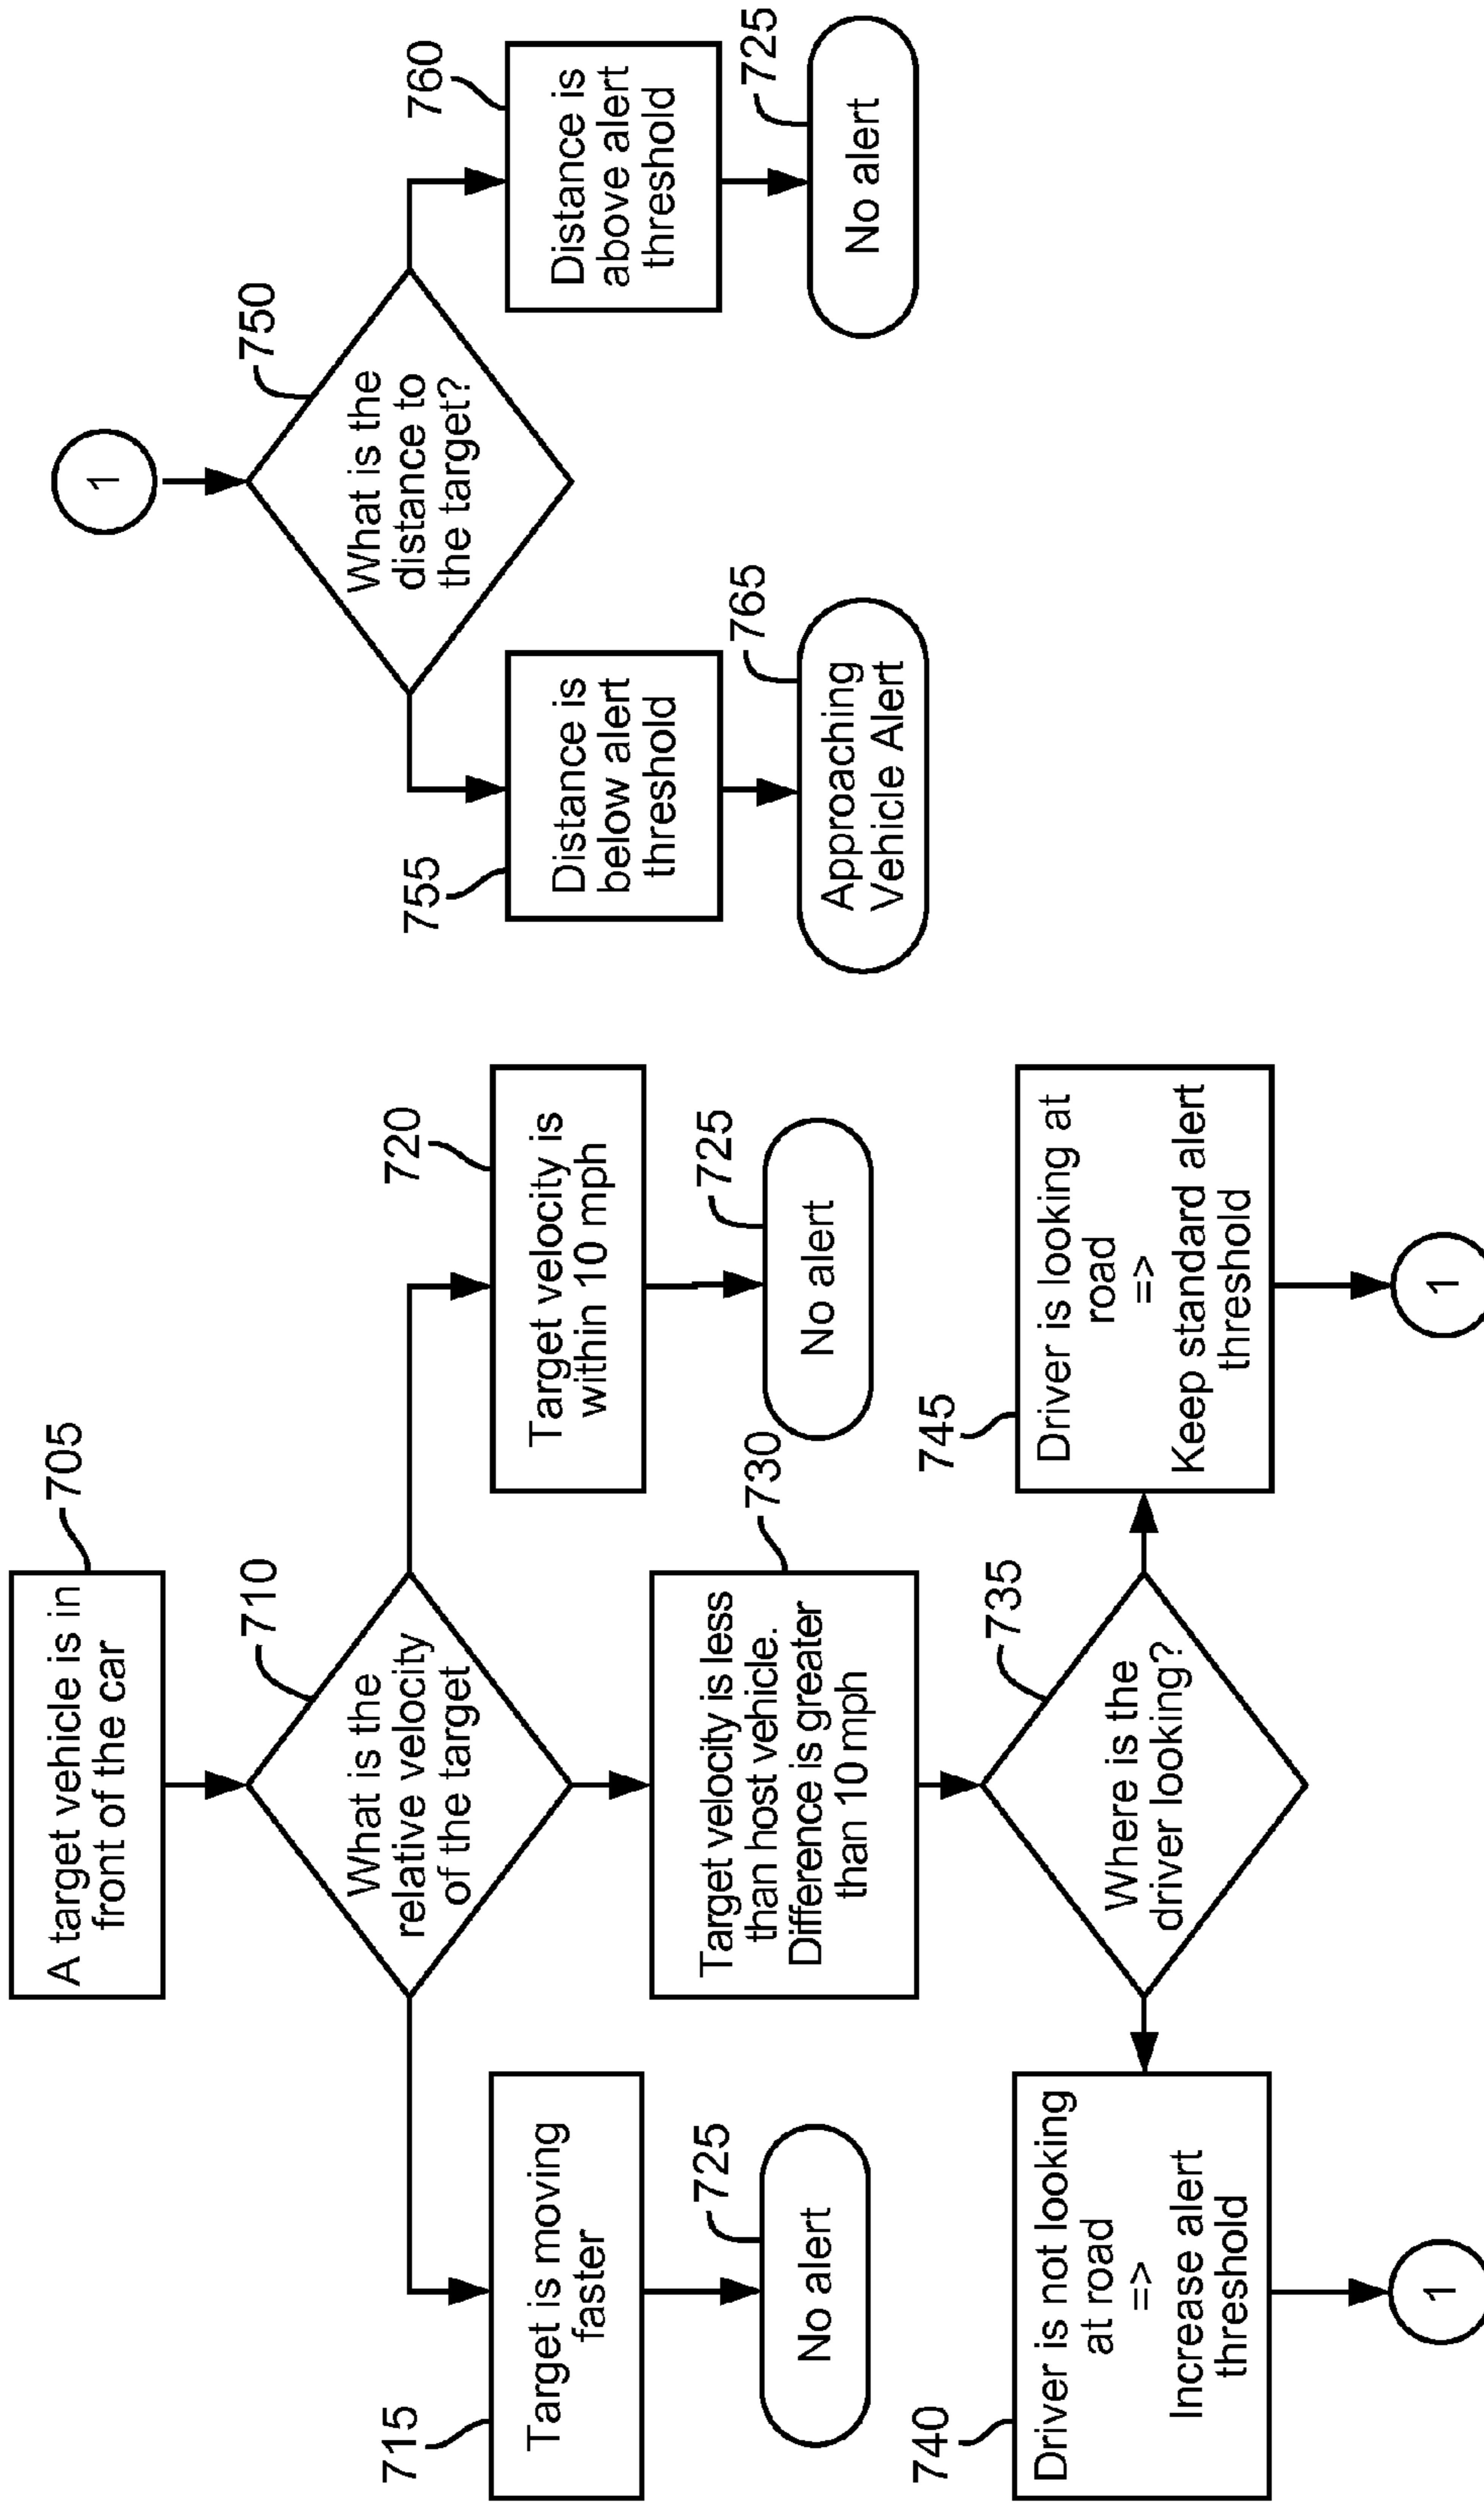 A target vehicle is in
front of the car
705
What is the
relative velocity
of the target
710
715
Target is moving
faster
725
No alert
720
Target velocity is
within 10 mph
725
No alert
730
Target velocity is less
than host vehicle.
Difference is greater
than 10 mph
735
Where is the
driver looking?
740
Driver is not looking
at road
=>
Increase alert
threshold
1
745
Driver is looking at
road
=>
Keep standard alert
threshold
1
1
750
What is the
distance to
the target?
755
Distance is
below alert
threshold
765
Approaching
Vehicle Alert
760
Distance is
above alert
threshold
725
No alert